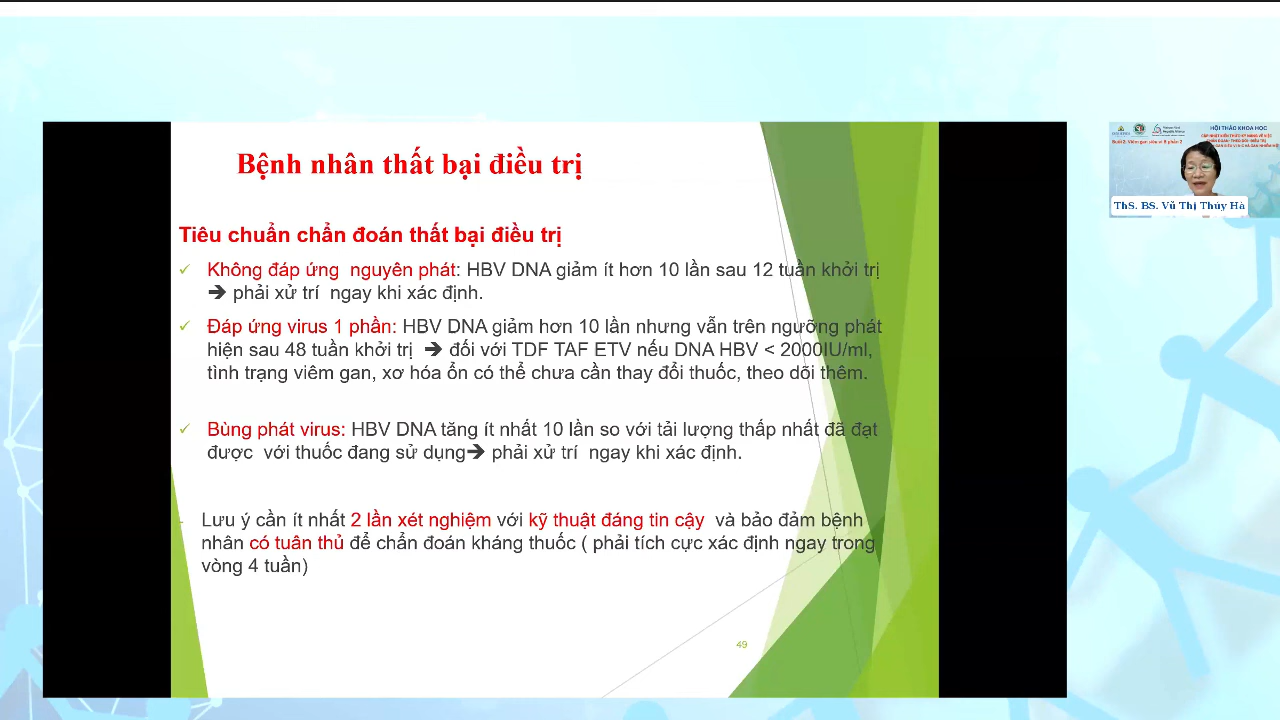 Bệnh nhân thất bại điều trị
Tiêu chuẩn chẩn đoán thất bại điều trị
✓ Không đáp ứng nguyên phát: HBV DNA giảm ít hơn 10 lần sau 12 tuần khởi trị
➔ phải xử trí ngay khi xác định.
✓ Đáp ứng virus 1 phần: HBV DNA giảm hơn 10 lần nhưng vẫn trên ngưỡng phát
hiện sau 48 tuần khởi trị ➔ đối với TDF TAF ETV nếu DNA HBV < 2000IU/ml,
tình trạng viêm gan, xơ hóa ổn có thể chưa cần thay đổi thuốc, theo dõi thêm.
✓ Bùng phát virus: HBV DNA tăng ít nhất 10 lần so với tải lượng thấp nhất đã đạt
được với thuốc đang sử dụng➔ phải xử trí ngay khi xác định.
- Lưu ý cần ít nhất 2 lần xét nghiệm với kỹ thuật đáng tin cậy và bảo đảm bệnh
nhân có tuân thủ để chẩn đoán kháng thuốc ( phải tích cực xác định ngay trong
vòng 4 tuần)
49
HỘI THẢO KHOA HỌC
ThS. BS. Vũ Thị Thúy Hà